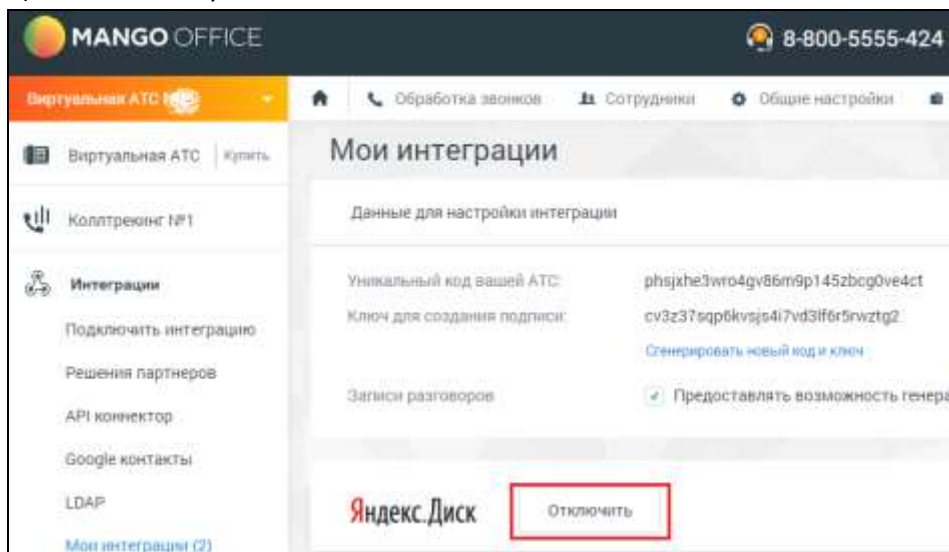 MANGO OFFICE
8-800-5555-424
Виртуальная АТС
Обработка звонков
Сотрудники
Общие настройки
Виртуальная АТС
Купить
Мои интеграции
Коллтрекинг №1
Данные для настройки интеграции
Интеграции
Уникальный код вашей АТС:
phsjxhe3wro4gv86m9p145zbcg0ve4ct
Подключить интеграцию
Ключ для создания подписи:
cv3z37sqp6kvsjs4i7vd3lf6r5rwztg2
Сгенерировать новый код и ключ
Решения партнеров
Записи разговоров
Предоставлять возможность генера
API коннектор
Google контакты
LDAP
Яндекс.Диск
Отключить
Мои интеграции (2)